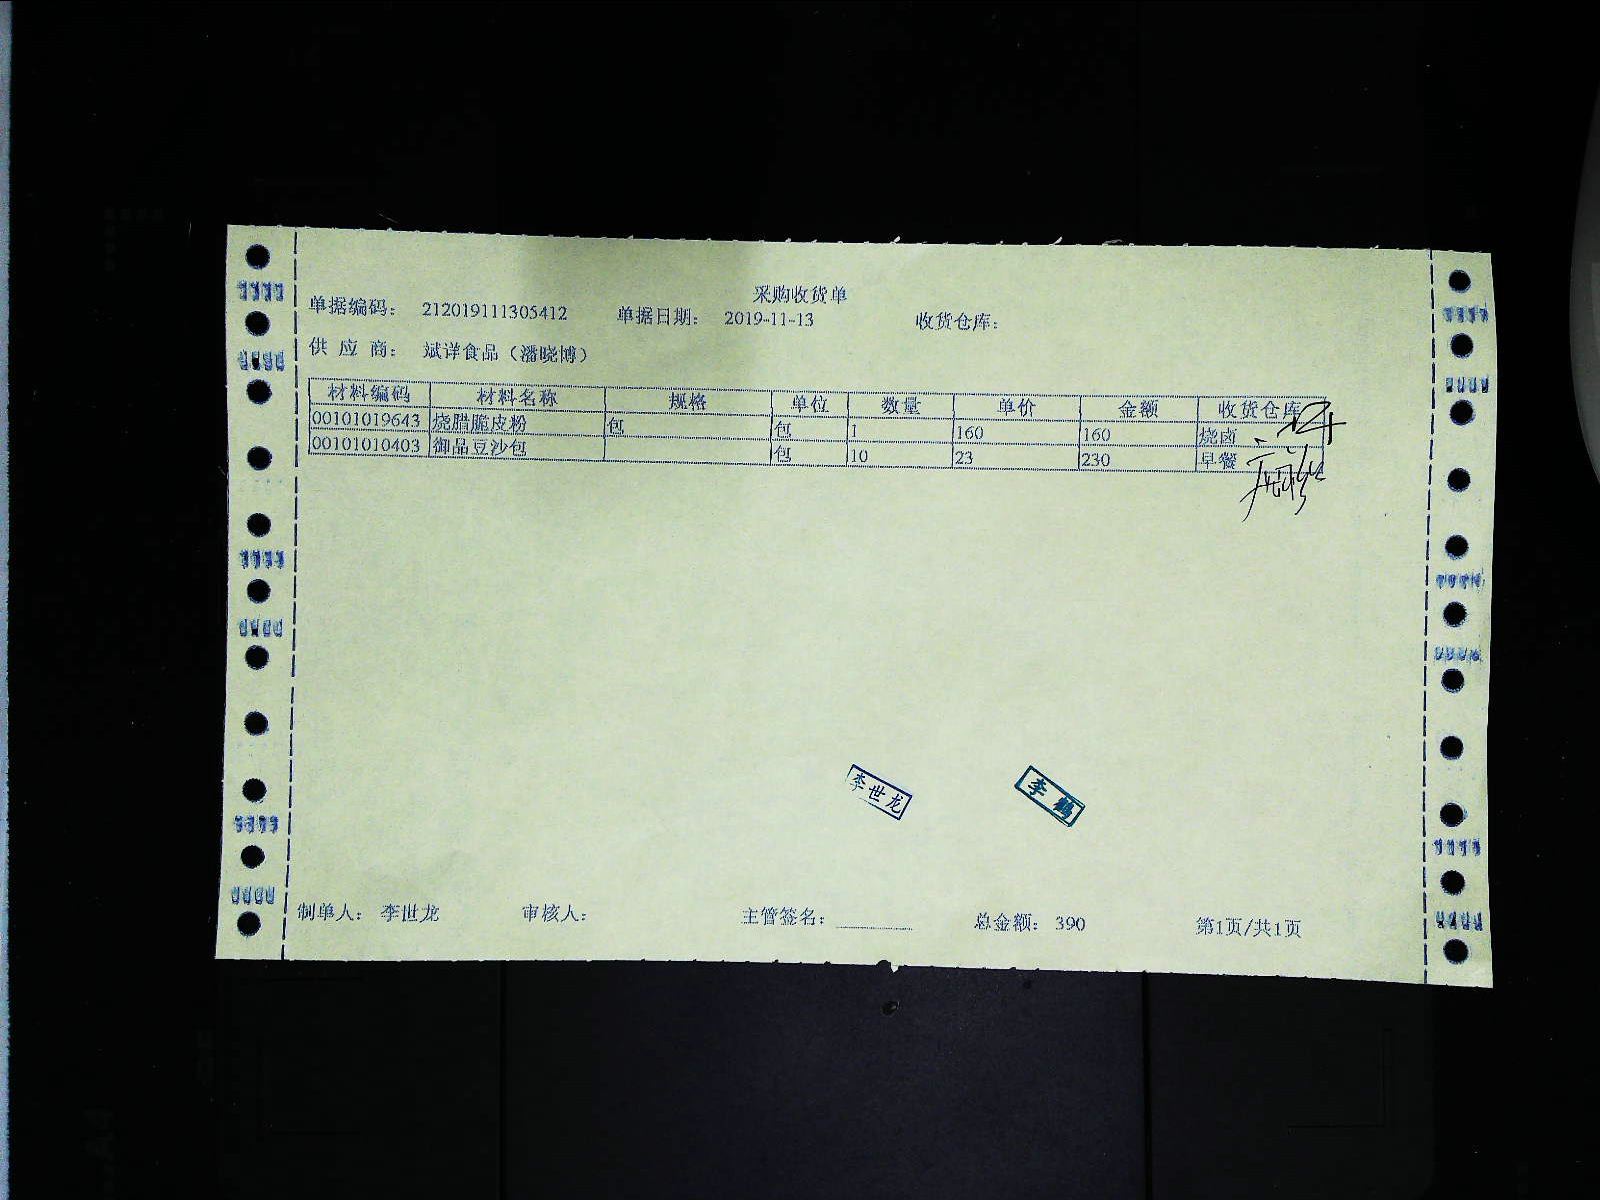 采购收货单
单据编码： 212019111305412 单据日期： 2019-11-13 收货仓库：
供 应 商： 斌详食品（潘晓博）
材料编码 材料名称 规格 单位 数量 单价 金额 收货仓库
00101019643 烧腊脆皮粉 包 包 1 160 160 烧卤
00101010403 御品豆沙包 包 10 23 230 早餐
李世龙 李鹤
制单人： 李世龙 审核人： 主管签名： 总金额： 390 第1页/共1页